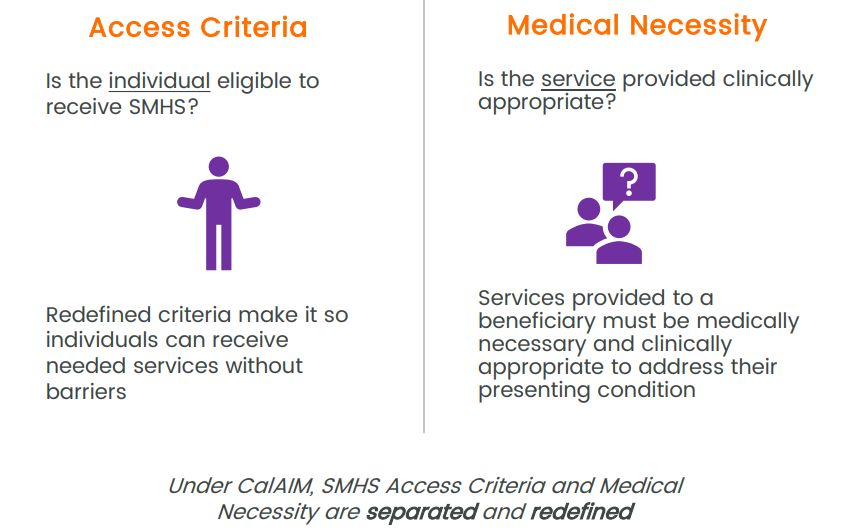 Access Criteria
Is the individual eligible to
receive SMHS?
Redefined criteria make it so
individuals can receive
needed services without
barriers
Medical Necessity
Is the service provided clinically
appropriate?
?
Services provided to a
beneficiary must be medically
necessary and clinically
appropriate to address their
presenting condition
Under CalAIM, SMHS Access Criteria and Medical
Necessity are separated and redefined